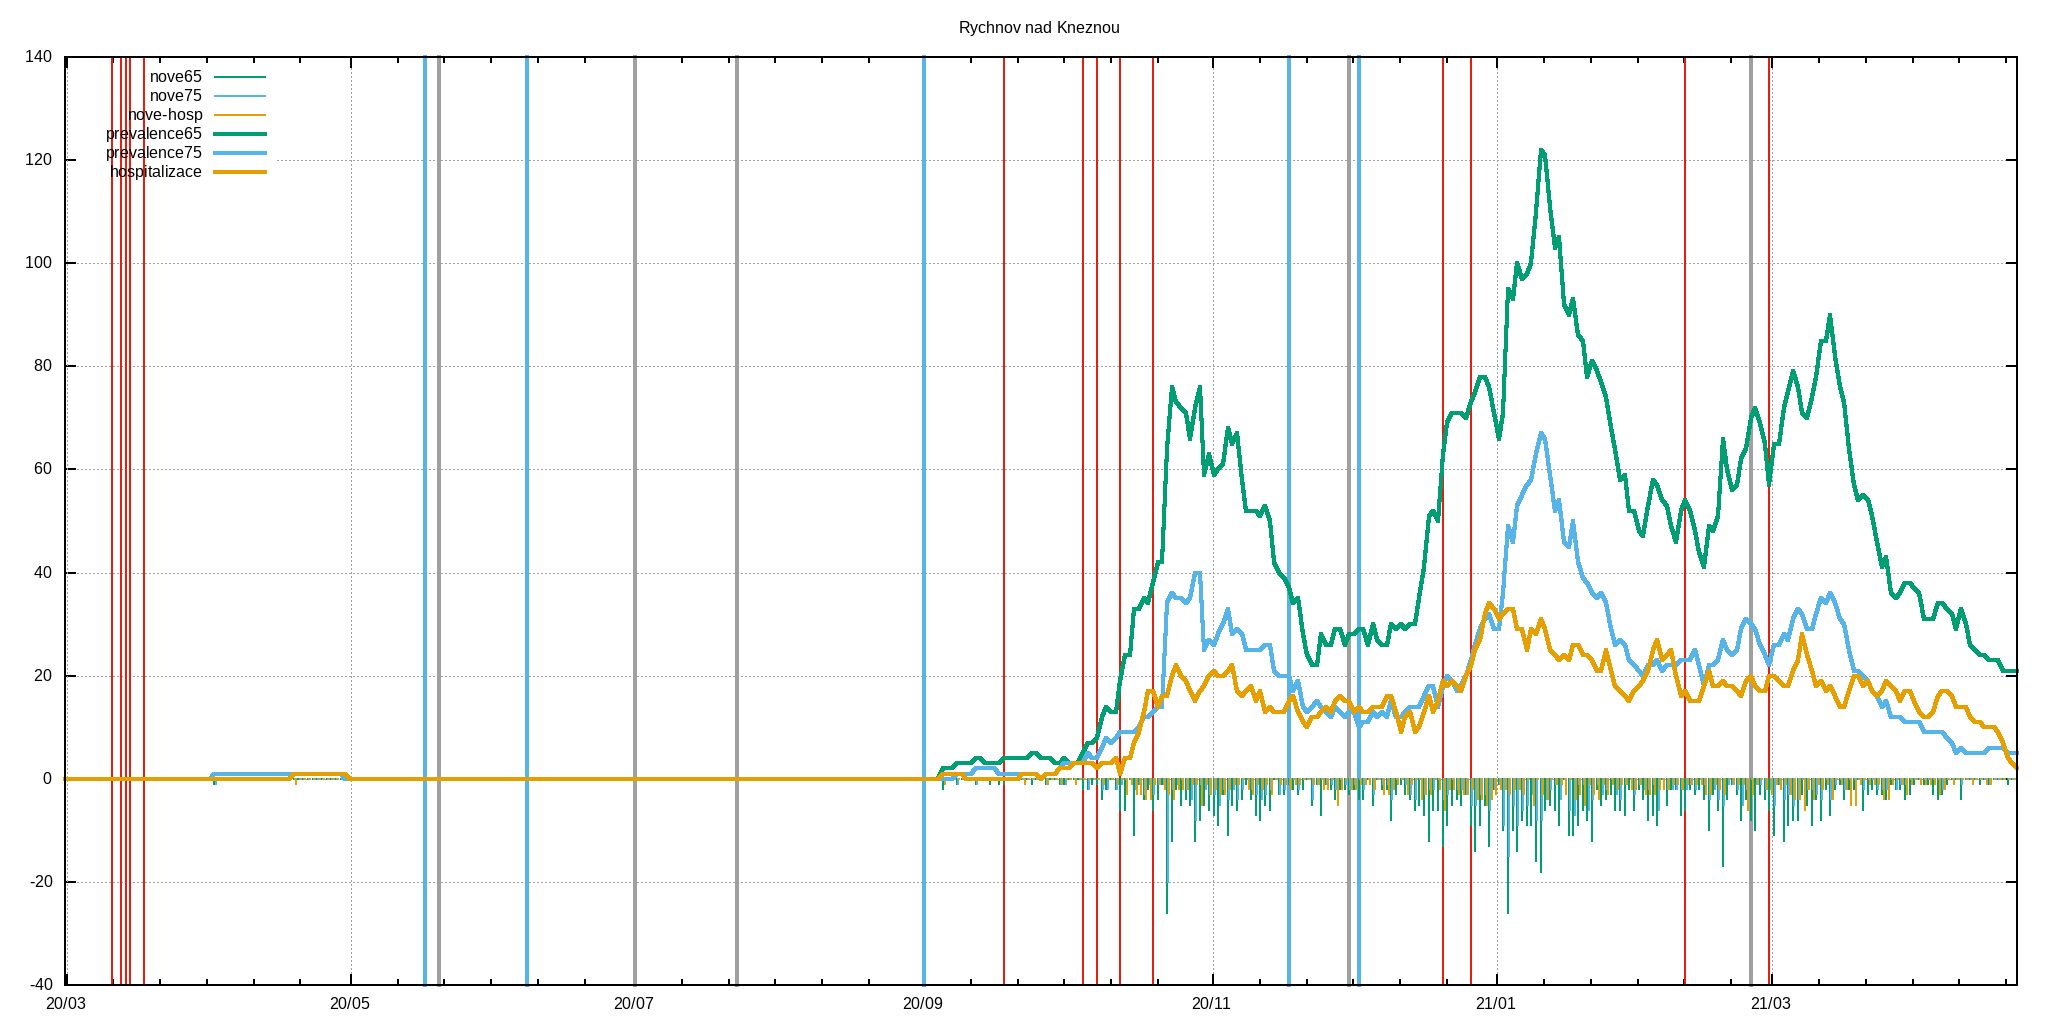 Rychnov nad Kneznou
140
120
100
80
60
40
20
0
-20
-40
nove65
nove75
nove-hosp
prevalence65
prevalence75
hospitalizace
20/03 20/05 20/07 20/09 20/11 21/01 21/03